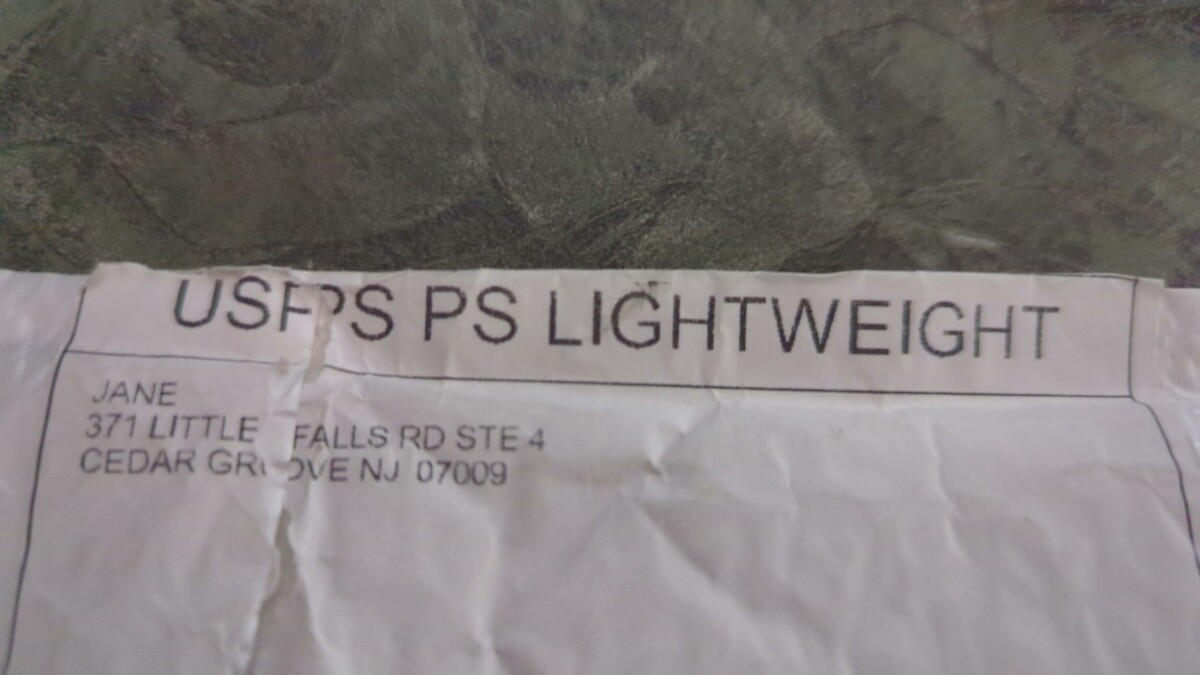 USPS PS LIGHTWEIGHT
JANE
371 LITTLE FALLS RD STE 4
CEDAR GROVE NJ 07009